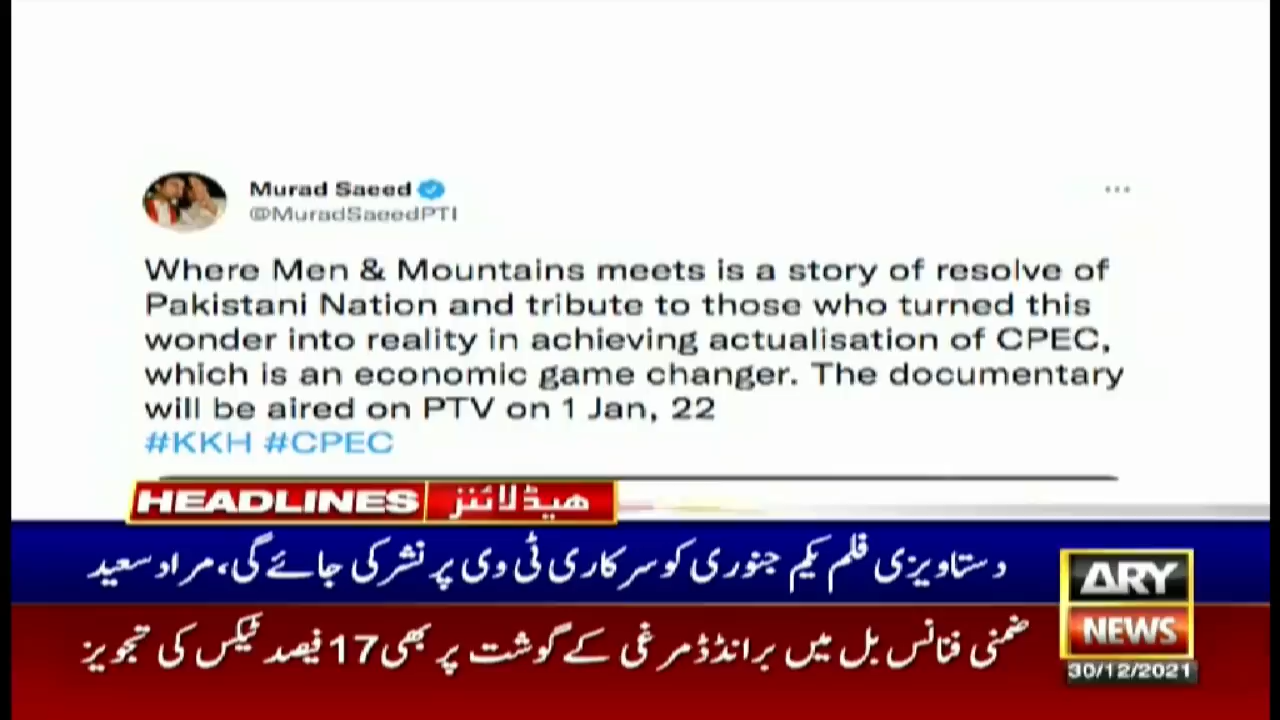 Murad Saeed
@MuradSaeedPTI
Where Men & Mountains meets is a story of resolve of
Pakistani Nation and tribute to those who turned this
wonder into reality in achieving actualisation of CPEC,
which is an economic game changer. The documentary
will be aired on PTV on 1 Jan, 22
#KKH #CPEC
HEADLINES ھیڈلائنز
دستاویزی فلم یکم جنوری کو سرکاری ٹی وی پر نشر کی جائے گی، مراد سعید
ضمنی فنانس بل میں برانڈڈ مرغی کے گوشت پر بھی 17 فیصد ٹیکس کی تجویز
ARY
NEWS
30/12/2021